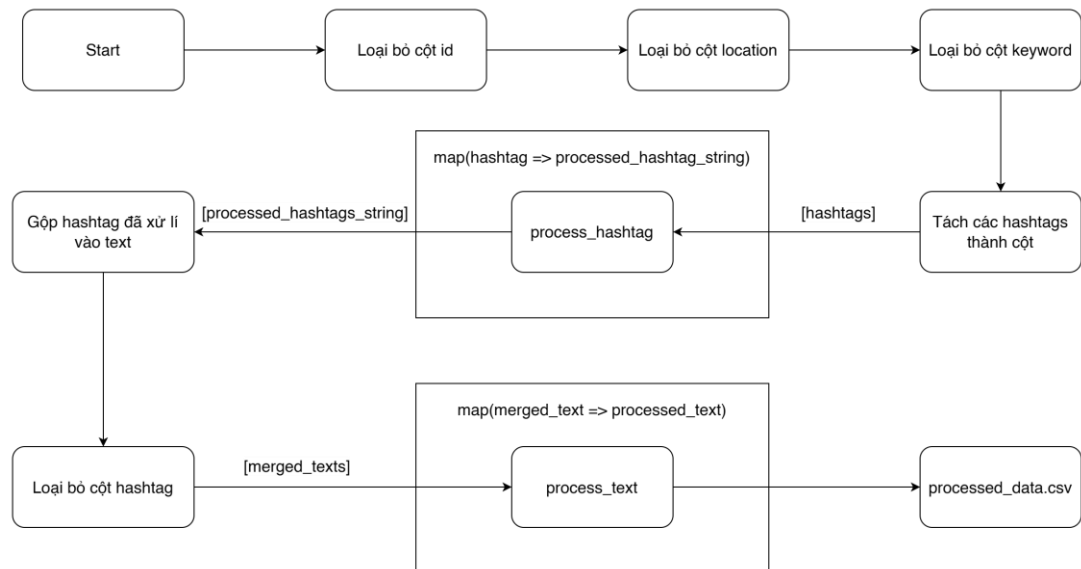 Start
Loại bỏ cột id
Loại bỏ cột location
Loại bỏ cột keyword
map(hashtag => processed_hashtag_string)
Gộp hashtag đã xử lí
vào text
[processed_hashtags_string]
process_hashtag
[hashtags]
Tách các hashtags
thành cột
map(merged_text => processed_text)
Loại bỏ cột hashtag
[merged_texts]
process_text
processed_data.csv